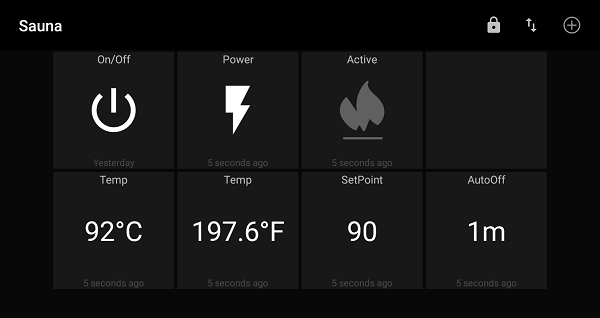 Sauna
On/Off
Power
Active
Yesterday
5 seconds ago
5 seconds ago
Temp
Temp
SetPoint
AutoOff
92°C
197.6°F
90
1m
5 seconds ago
5 seconds ago
5 seconds ago
5 seconds ago